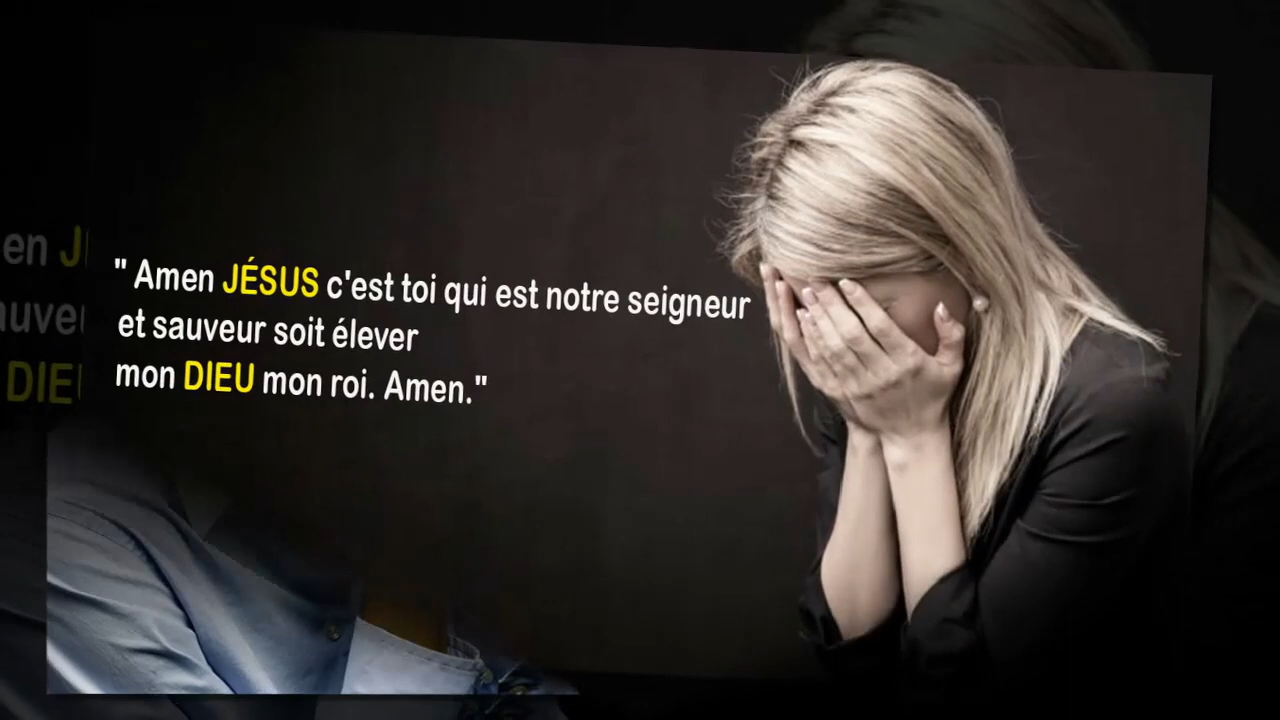 " Amen JÉSUS c'est toi qui est notre seigneur
et sauveur soit élever
mon DIEU mon roi. Amen."